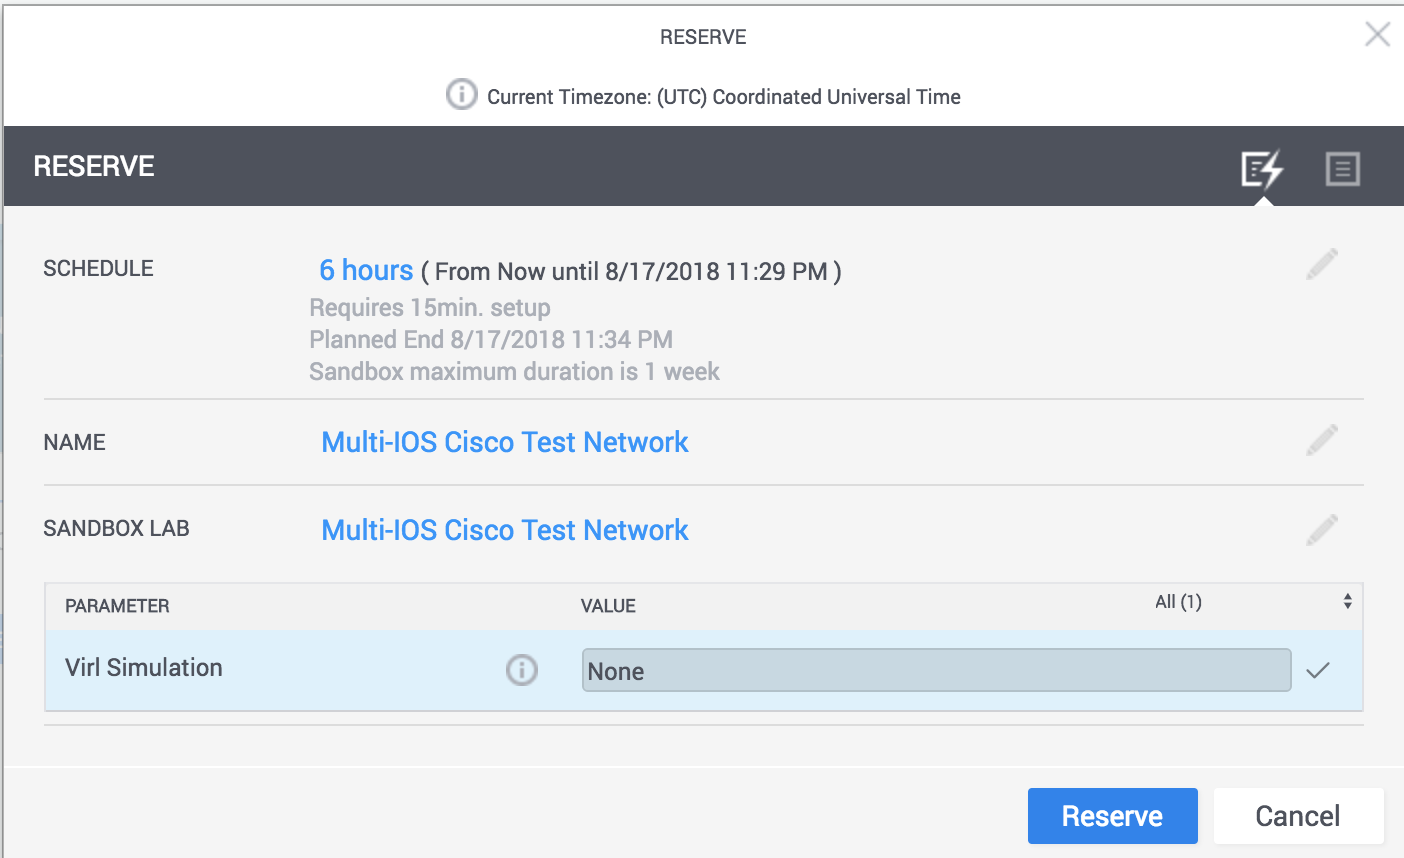 RESERVE
Current Timezone: (UTC) Coordinated Universal Time
RESERVE
SCHEDULE
6 hours ( From Now until 8/17/2018 11:29 PM )
Requires 15min. setup
Planned End 8/17/2018 11:34 PM
Sandbox maximum duration is 1 week
NAME
Multi-IOS Cisco Test Network
SANDBOX LAB
Multi-IOS Cisco Test Network
PARAMETER VALUE All (1)
Virl Simulation None
Reserve Cancel